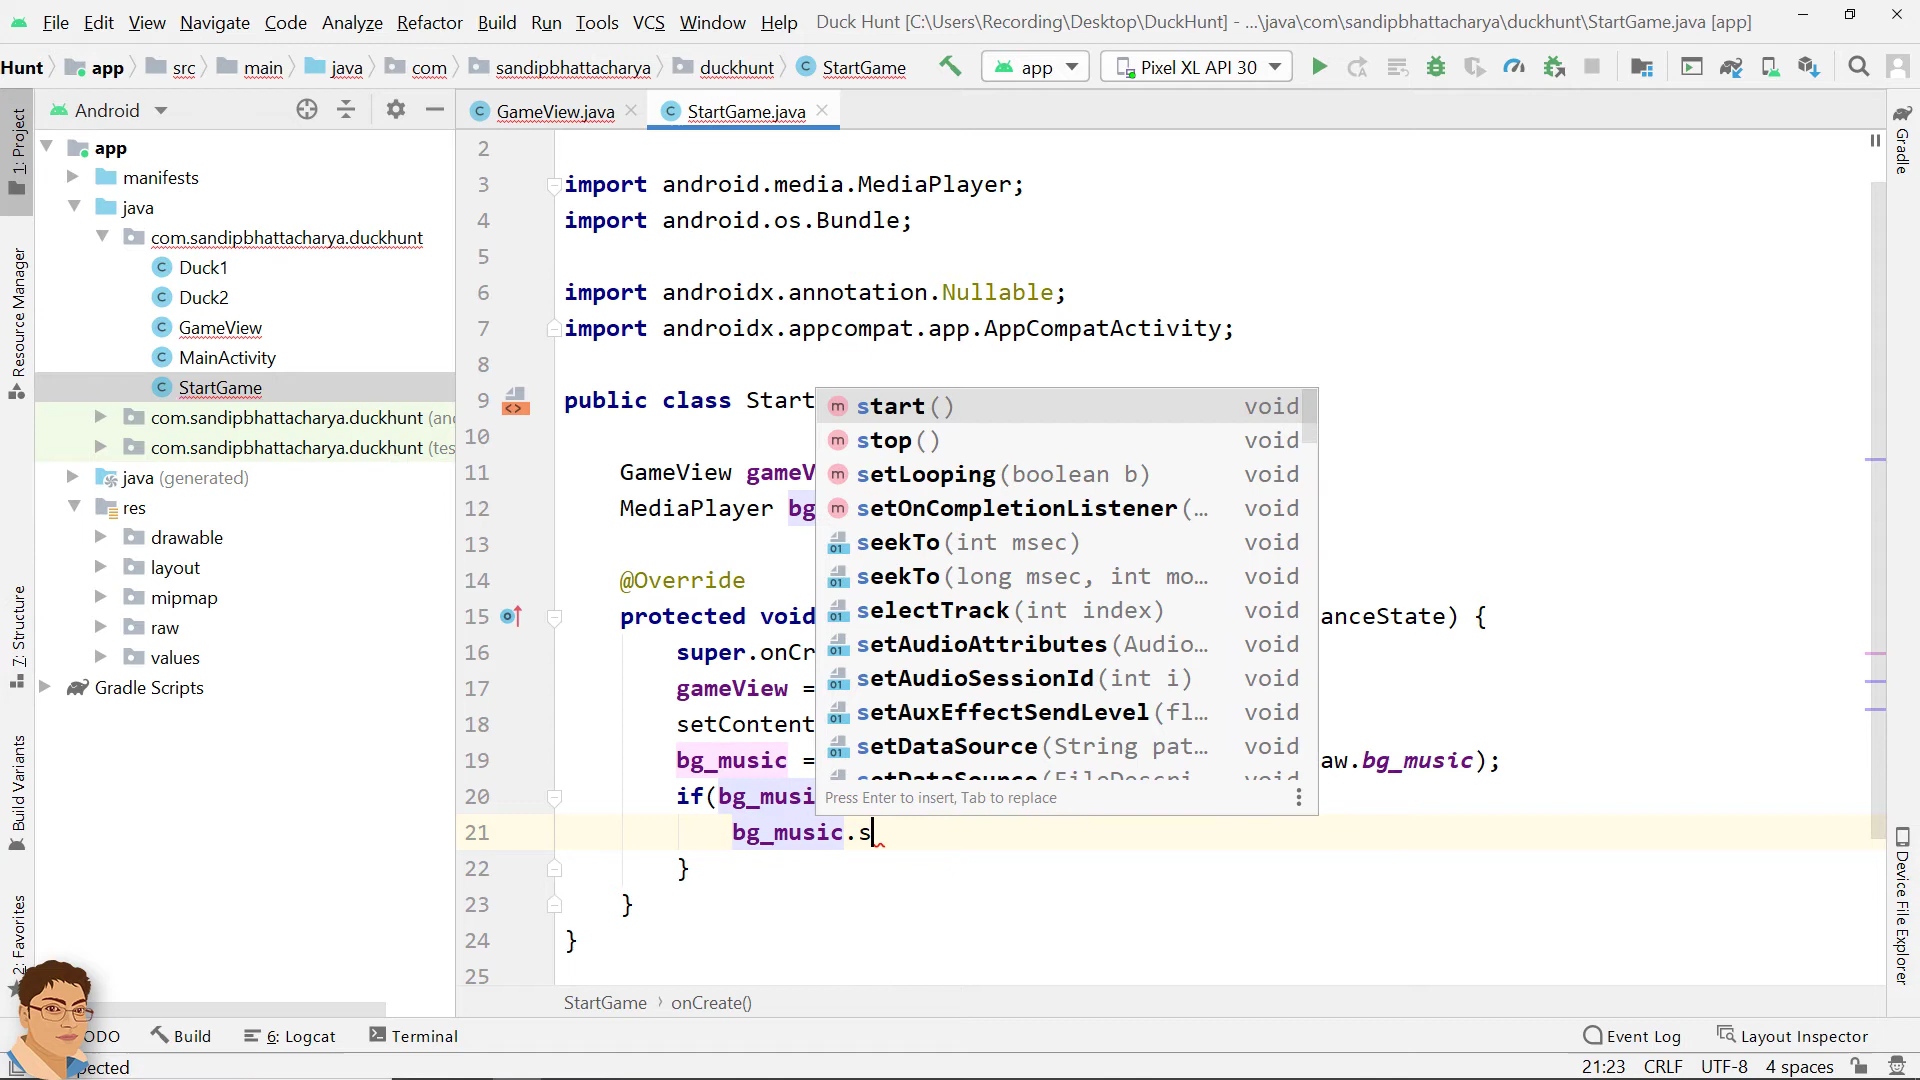 File Edit View Navigate Code Analyze Refactor Build Run Tools VCS Window Help Duck Hunt [C:\Users\Recording\Desktop\DuckHunt] - ...\java\com\sandipbhattacharya\duckhunt\StartGame.java [app]
Hunt app src main java com sandipbhattacharya duckhunt StartGame app Pixel XL API 30
Android
GameView.java StartGame.java
1: Project
Resource Manager
7: Structure
Build Variants
2: Favorites
app
manifests
java
com.sandipbhattacharya.duckhunt
Duck1
Duck2
GameView
MainActivity
StartGame
com.sandipbhattacharya.duckhunt (an
com.sandipbhattacharya.duckhunt (tes
java (generated)
res
drawable
layout
mipmap
raw
values
Gradle Scripts
2
3 import android.media.MediaPlayer;
4 import android.os.Bundle;
5
6 import androidx.annotation.Nullable;
7 import androidx.appcompat.app.AppCompatActivity;
8
9 public class Start
10
11 GameView gameV
12 MediaPlayer bg
13
14 @Override
15 protected void anceState) {
16 super.onCr
17 gameView =
18 setContent
19 bg_music = aw.bg_music);
20 if(bg_musi
21 bg_music.s
22 }
23 }
24 }
25
start() void
stop() void
setLooping(boolean b) void
setOnCompletionListener(… void
seekTo(int msec) void
seekTo(long msec, int mo… void
selectTrack(int index) void
setAudioAttributes(Audio… void
setAudioSessionId(int i) void
setAuxEffectSendLevel(fl… void
setDataSource(String pat… void
setDataSource(FileDescri void
Press Enter to insert, Tab to replace
StartGame › onCreate()
Gradle
Device File Explorer
ODO Build 6: Logcat Terminal Event Log Layout Inspector
pected 21:23 CRLF UTF-8 4 spaces